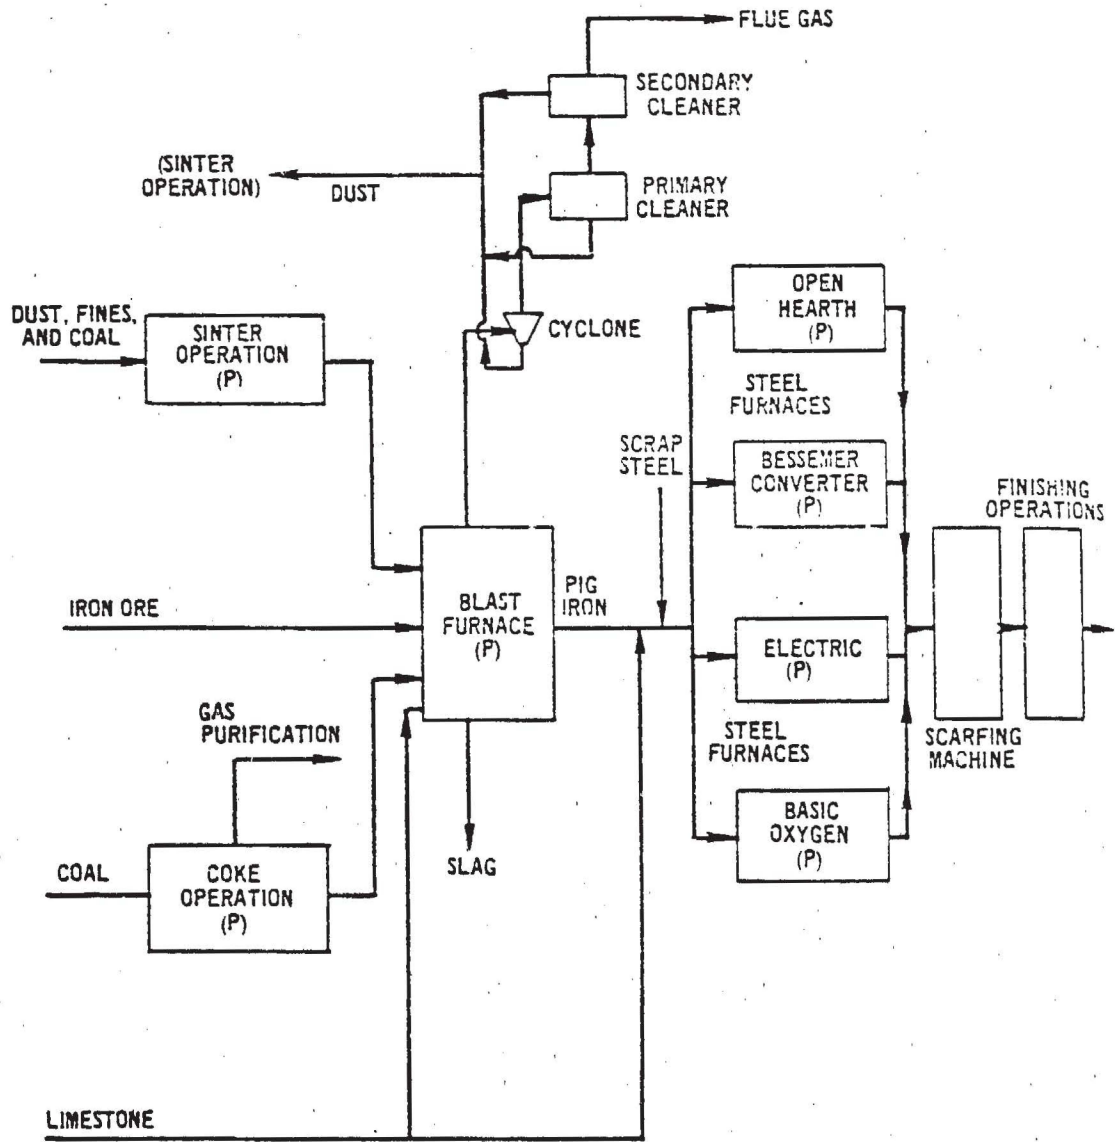 FLUE GAS
SECONDARY
CLEANER
(SINTER
OPERATION)
DUST
PRIMARY
CLEANER
DUST, FINES,
AND COAL
SINTER
OPERATION
(P)
CYCLONE
OPEN
HEARTH
(P)
STEEL
FURNACES
SCRAP
STEEL
BESSEMER
CONVERTER
(P)
FINISHING
OPERATIONS
IRON ORE
BLAST
FURNACE
(P)
PIG
IRON
ELECTRIC
(P)
GAS
PURIFICATION
STEEL
FURNACES
SCARFING
MACHINE
COAL
COKE
OPERATION
(P)
SLAG
BASIC
OXYGEN
(P)
LIMESTONE